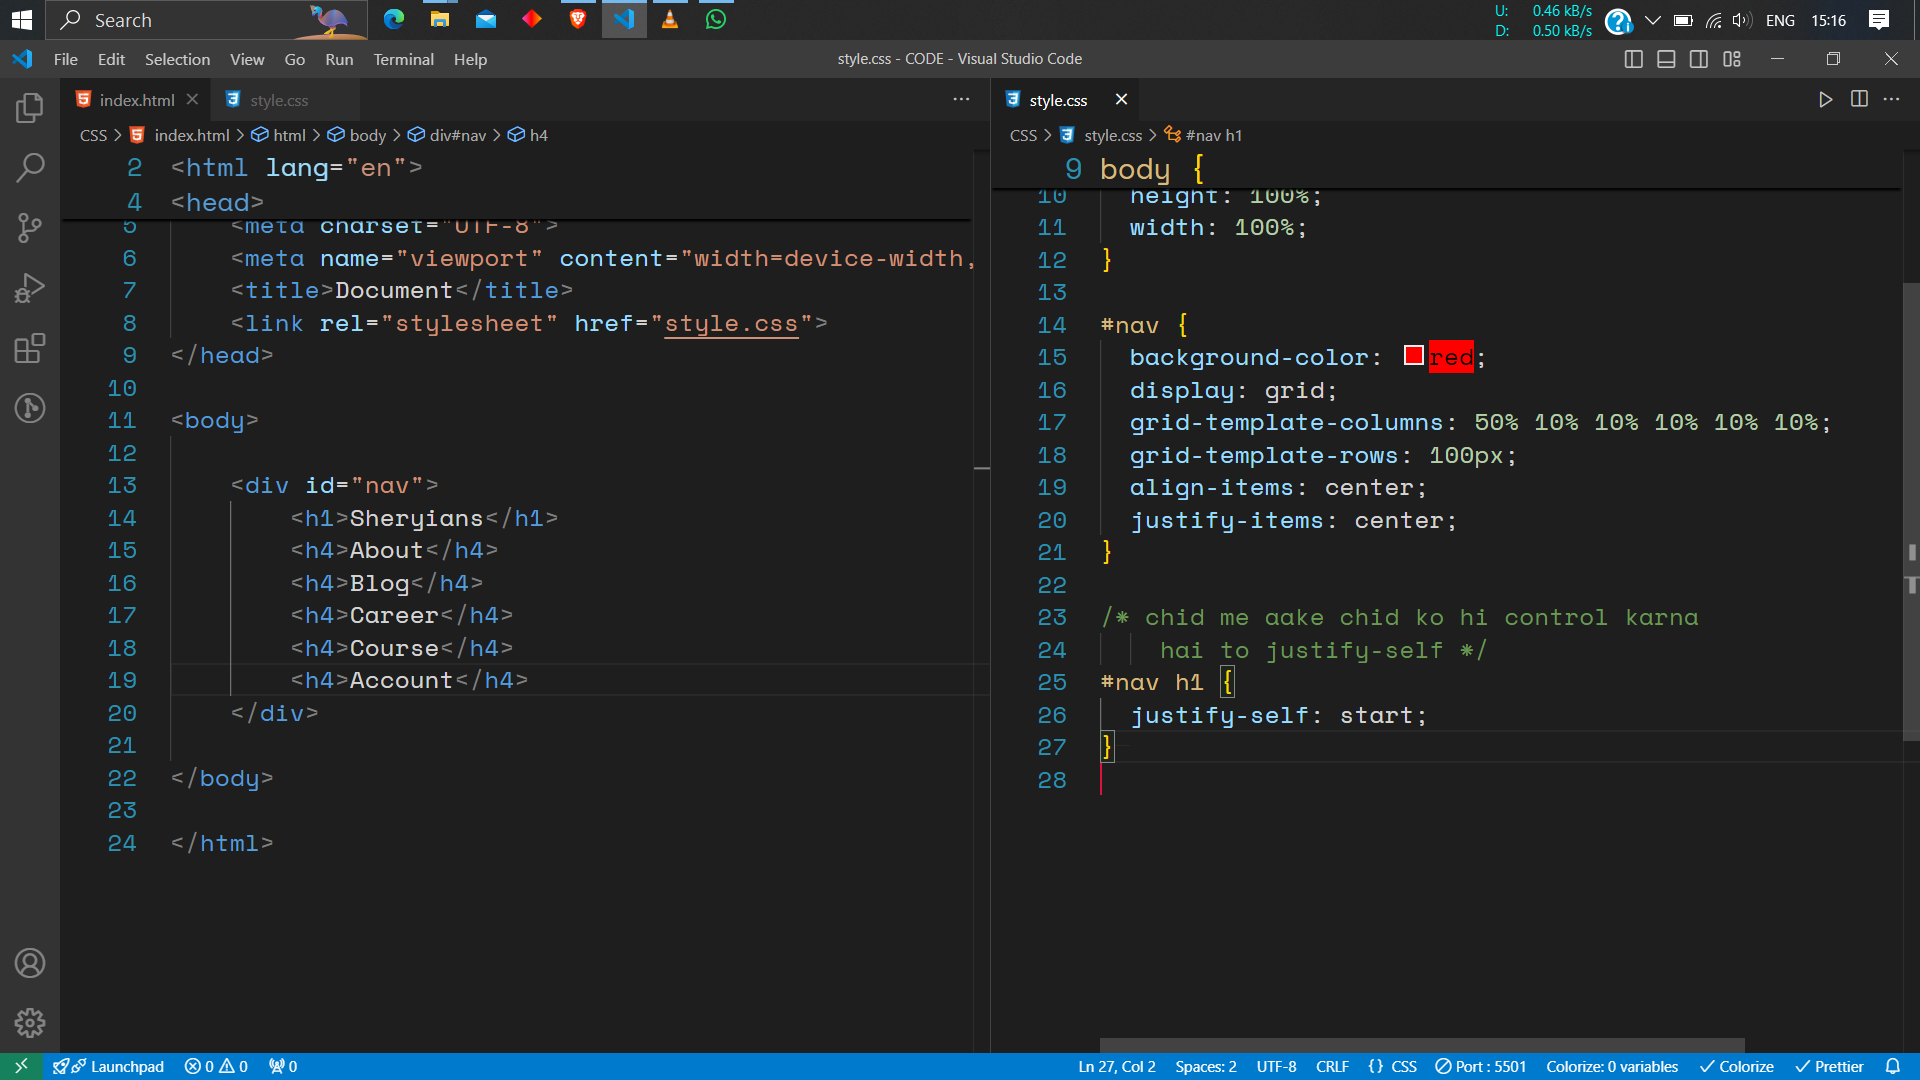 Search
U: 0.46 kB/s
D: 0.50 kB/s
ENG
15:16
File Edit Selection View Go Run Terminal Help
style.css - CODE - Visual Studio Code
index.html
style.css
CSS > index.html > html > body > div#nav > h4
2 <html lang="en">
4 <head>
5 <meta charset="UTF-8">
6 <meta name="viewport" content="width=device-width,
7 <title>Document</title>
8 <link rel="stylesheet" href="style.css">
9 </head>
10
11 <body>
12
13 <div id="nav">
14 <h1>Sheryians</h1>
15 <h4>About</h4>
16 <h4>Blog</h4>
17 <h4>Career</h4>
18 <h4>Course</h4>
19 <h4>Account</h4>
20 </div>
21
22 </body>
23
24 </html>
style.css
CSS > style.css > #nav h1
9 body {
10 height: 100%;
11 width: 100%;
12 }
13
14 #nav {
15 background-color: red;
16 display: grid;
17 grid-template-columns: 50% 10% 10% 10% 10% 10%;
18 grid-template-rows: 100px;
19 align-items: center;
20 justify-items: center;
21 }
22
23 /* chid me aake chid ko hi control karna
24 hai to justify-self */
25 #nav h1 {
26 justify-self: start;
27 }
28
Launchpad 0 0 0
Ln 27, Col 2 Spaces: 2 UTF-8 CRLF {} CSS Port : 5501 Colorize: 0 variables Colorize Prettier